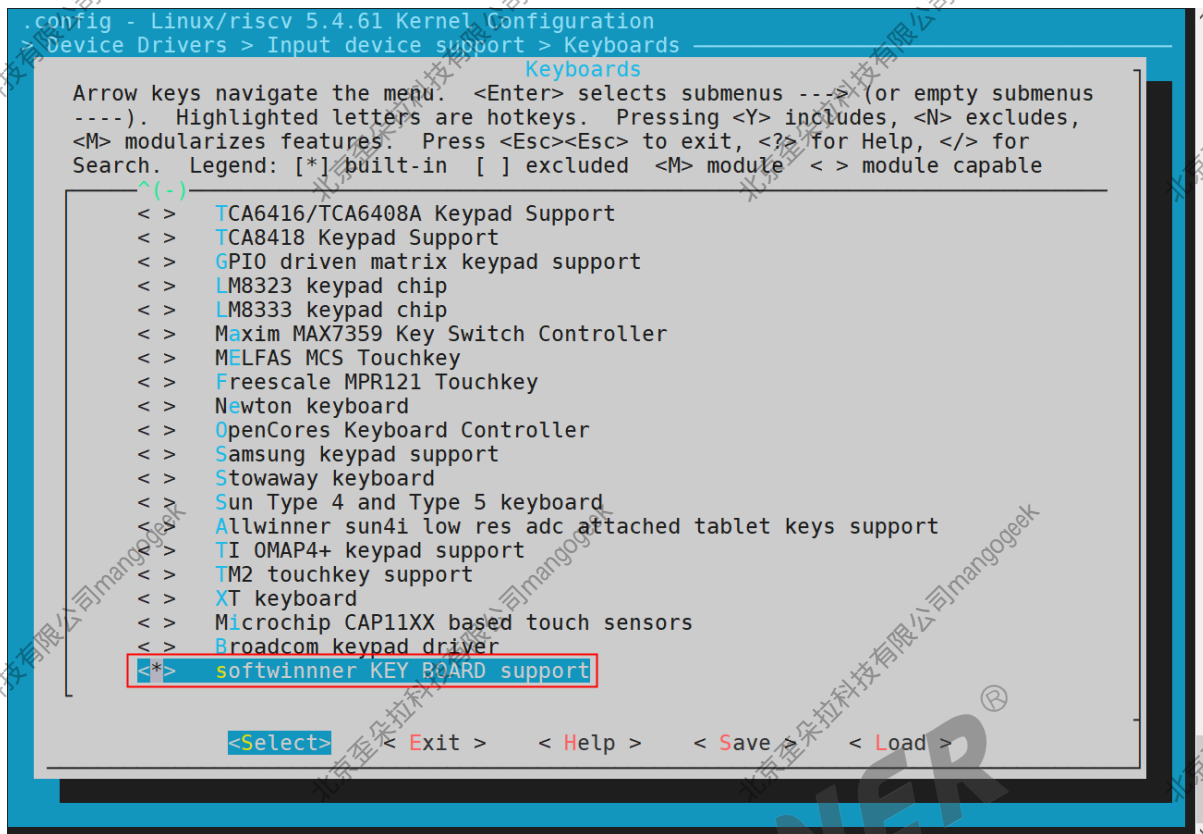 .config - Linux/riscv 5.4.61 Kernel Configuration
> Device Drivers > Input device support > Keyboards
Keyboards
Arrow keys navigate the menu.  <Enter> selects submenus ---> (or empty submenus
----).  Highlighted letters are hotkeys.  Pressing <Y> includes, <N> excludes,
<M> modularizes features.  Press <Esc><Esc> to exit, <?> for Help, </> for
Search.  Legend: [*] built-in  [ ] excluded  <M> module  < > module capable
^(-)
< >   TCA6416/TCA6408A Keypad Support
< >   TCA8418 Keypad Support
< >   GPIO driven matrix keypad support
< >   LM8323 keypad chip
< >   LM8333 keypad chip
< >   Maxim MAX7359 Key Switch Controller
< >   MELFAS MCS Touchkey
< >   Freescale MPR121 Touchkey
< >   Newton keyboard
< >   OpenCores Keyboard Controller
< >   Samsung keypad support
< >   Stowaway keyboard
< >   Sun Type 4 and Type 5 keyboard
< >   Allwinner sun4i low res adc attached tablet keys support
< >   TI OMAP4+ keypad support
< >   TM2 touchkey support
< >   XT keyboard
< >   Microchip CAP11XX based touch sensors
< >   Broadcom keypad driver
<*>   softwinnner KEY BOARD support
<Select>    < Exit >    < Help >    < Save >    < Load >
北京歪朵拉科技有限公司mangogeek
NER®